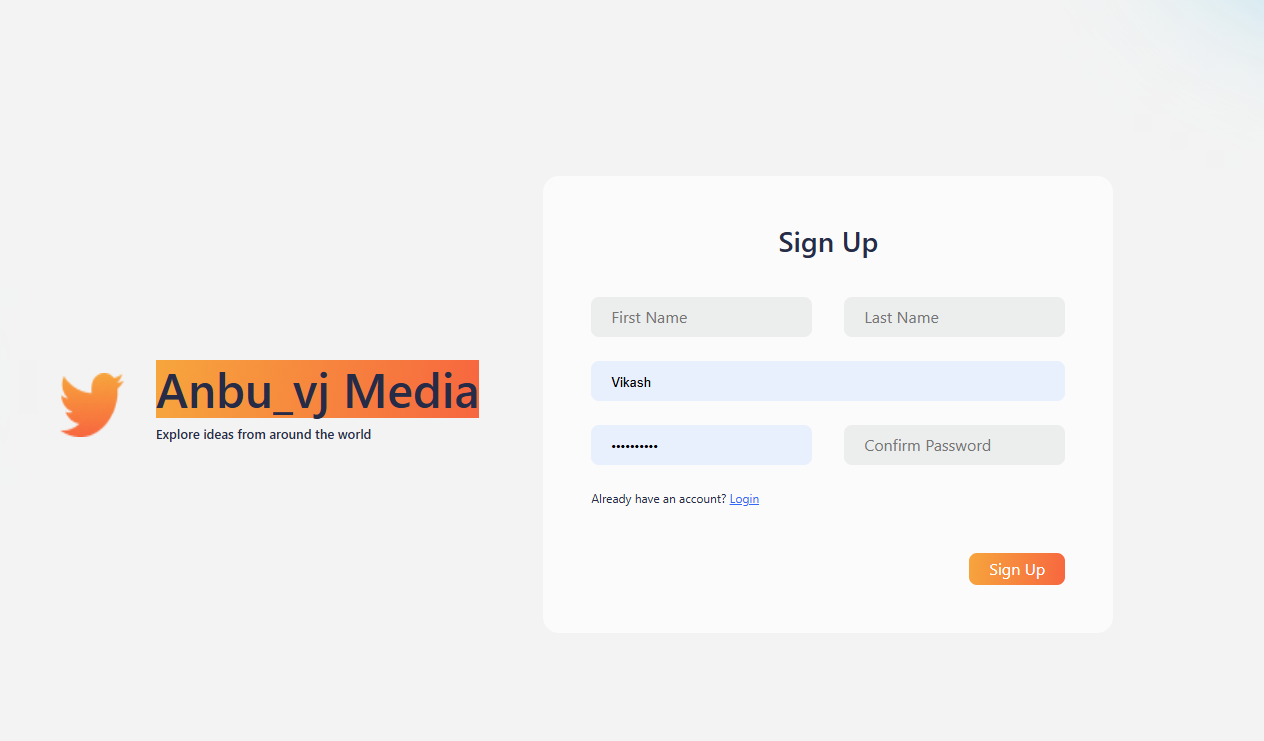 Anbu_vj Media
Explore ideas from around the world
Sign Up
First Name
Last Name
Vikash
••••••••••
Confirm Password
Already have an account? Login
Sign Up